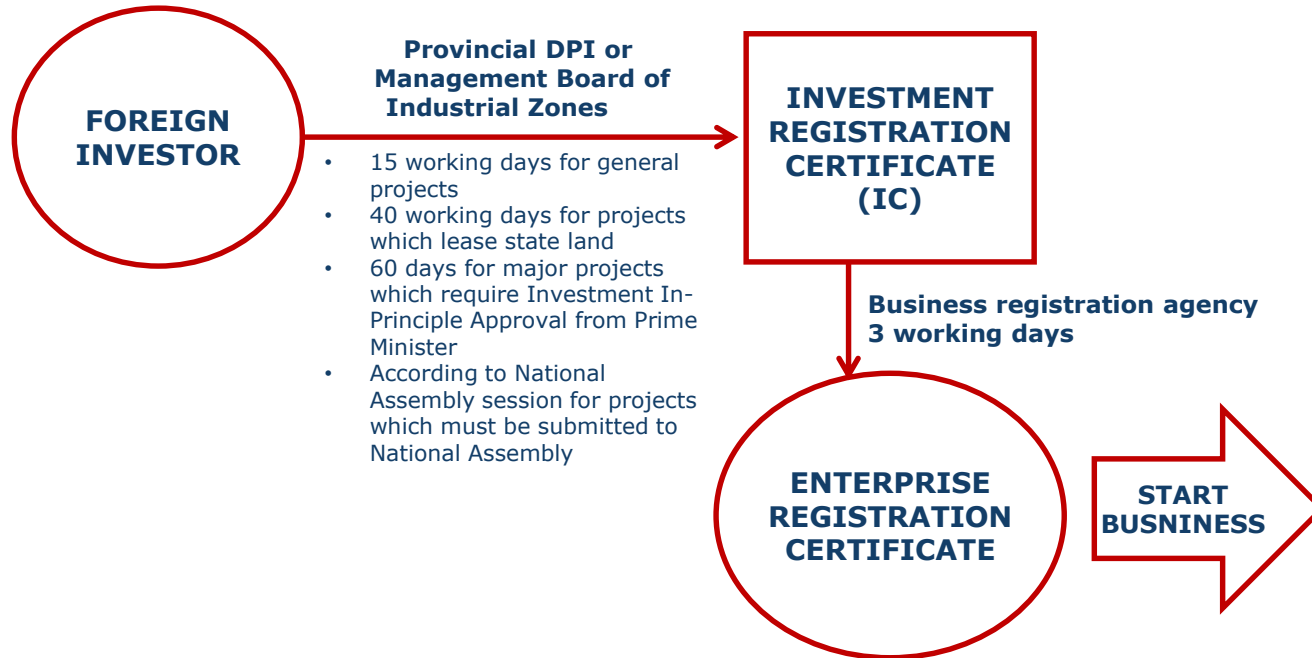 FOREIGN
INVESTOR
Provincial DPI or
Management Board of
Industrial Zones
• 15 working days for general
projects
• 40 working days for projects
which lease state land
• 60 days for major projects
which require Investment In-
Principle Approval from Prime
Minister
• According to National
Assembly session for projects
which must be submitted to
National Assembly
INVESTMENT
REGISTRATION
CERTIFICATE
(IC)
Business registration agency
3 working days
ENTERPRISE
REGISTRATION
CERTIFICATE
START
BUSNINESS